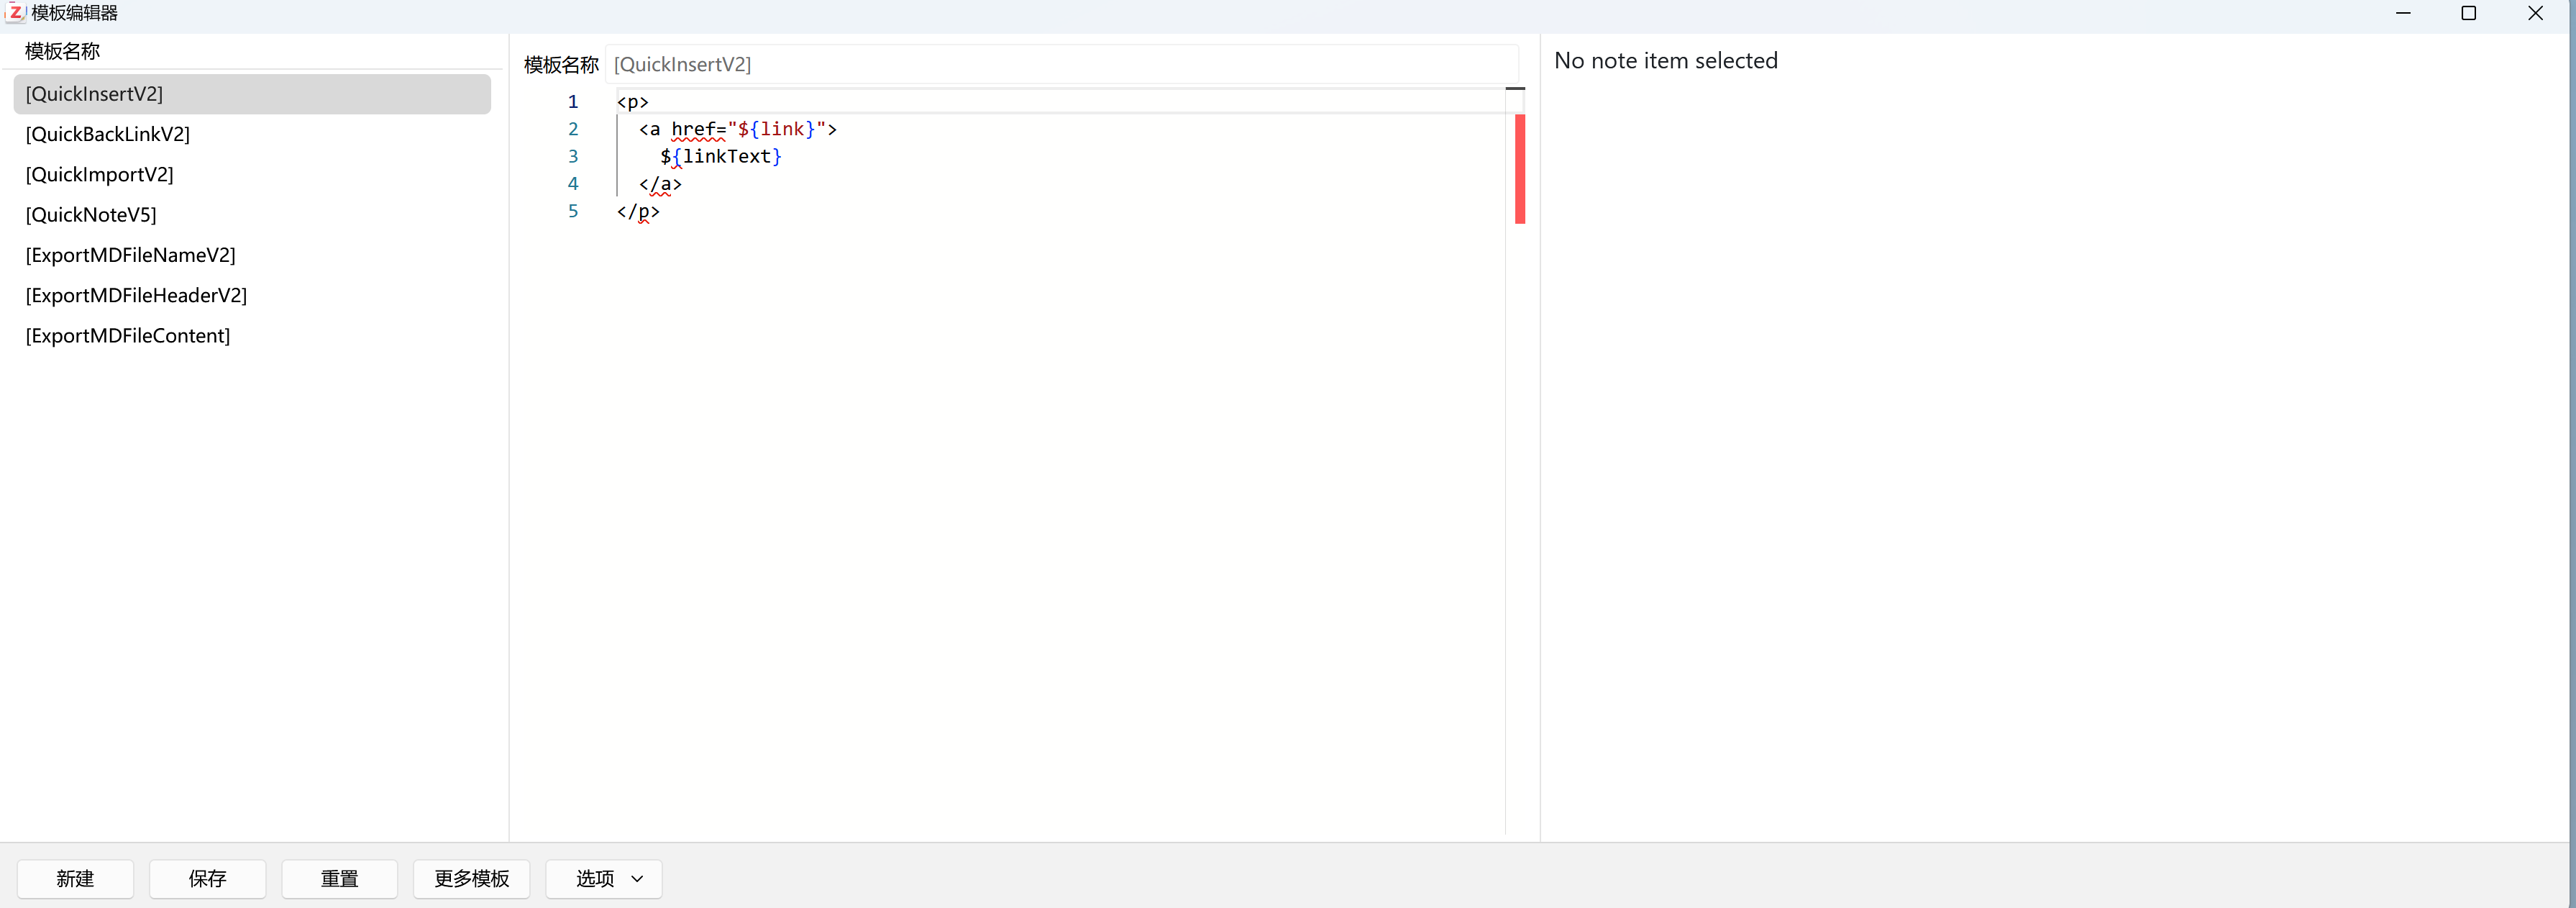 模板编辑器
模板名称
[QuickInsertV2]
[QuickBackLinkV2]
[QuickImportV2]
[QuickNoteV5]
[ExportMDFileNameV2]
[ExportMDFileHeaderV2]
[ExportMDFileContent]
模板名称 [QuickInsertV2]
1 <p>
2   <a href="${link}">
3     ${linkText}
4   </a>
5 </p>
No note item selected
新建 保存 重置 更多模板 选项